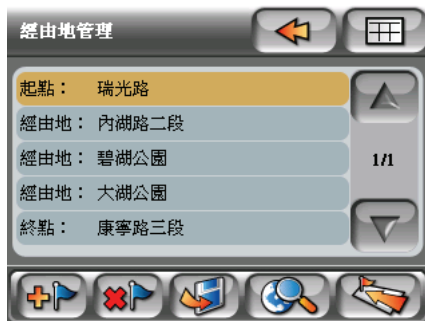 經由地管理
起點： 瑞光路
經由地： 內湖路二段
經由地： 碧湖公園
經由地： 大湖公園
終點： 康寧路三段
1/1